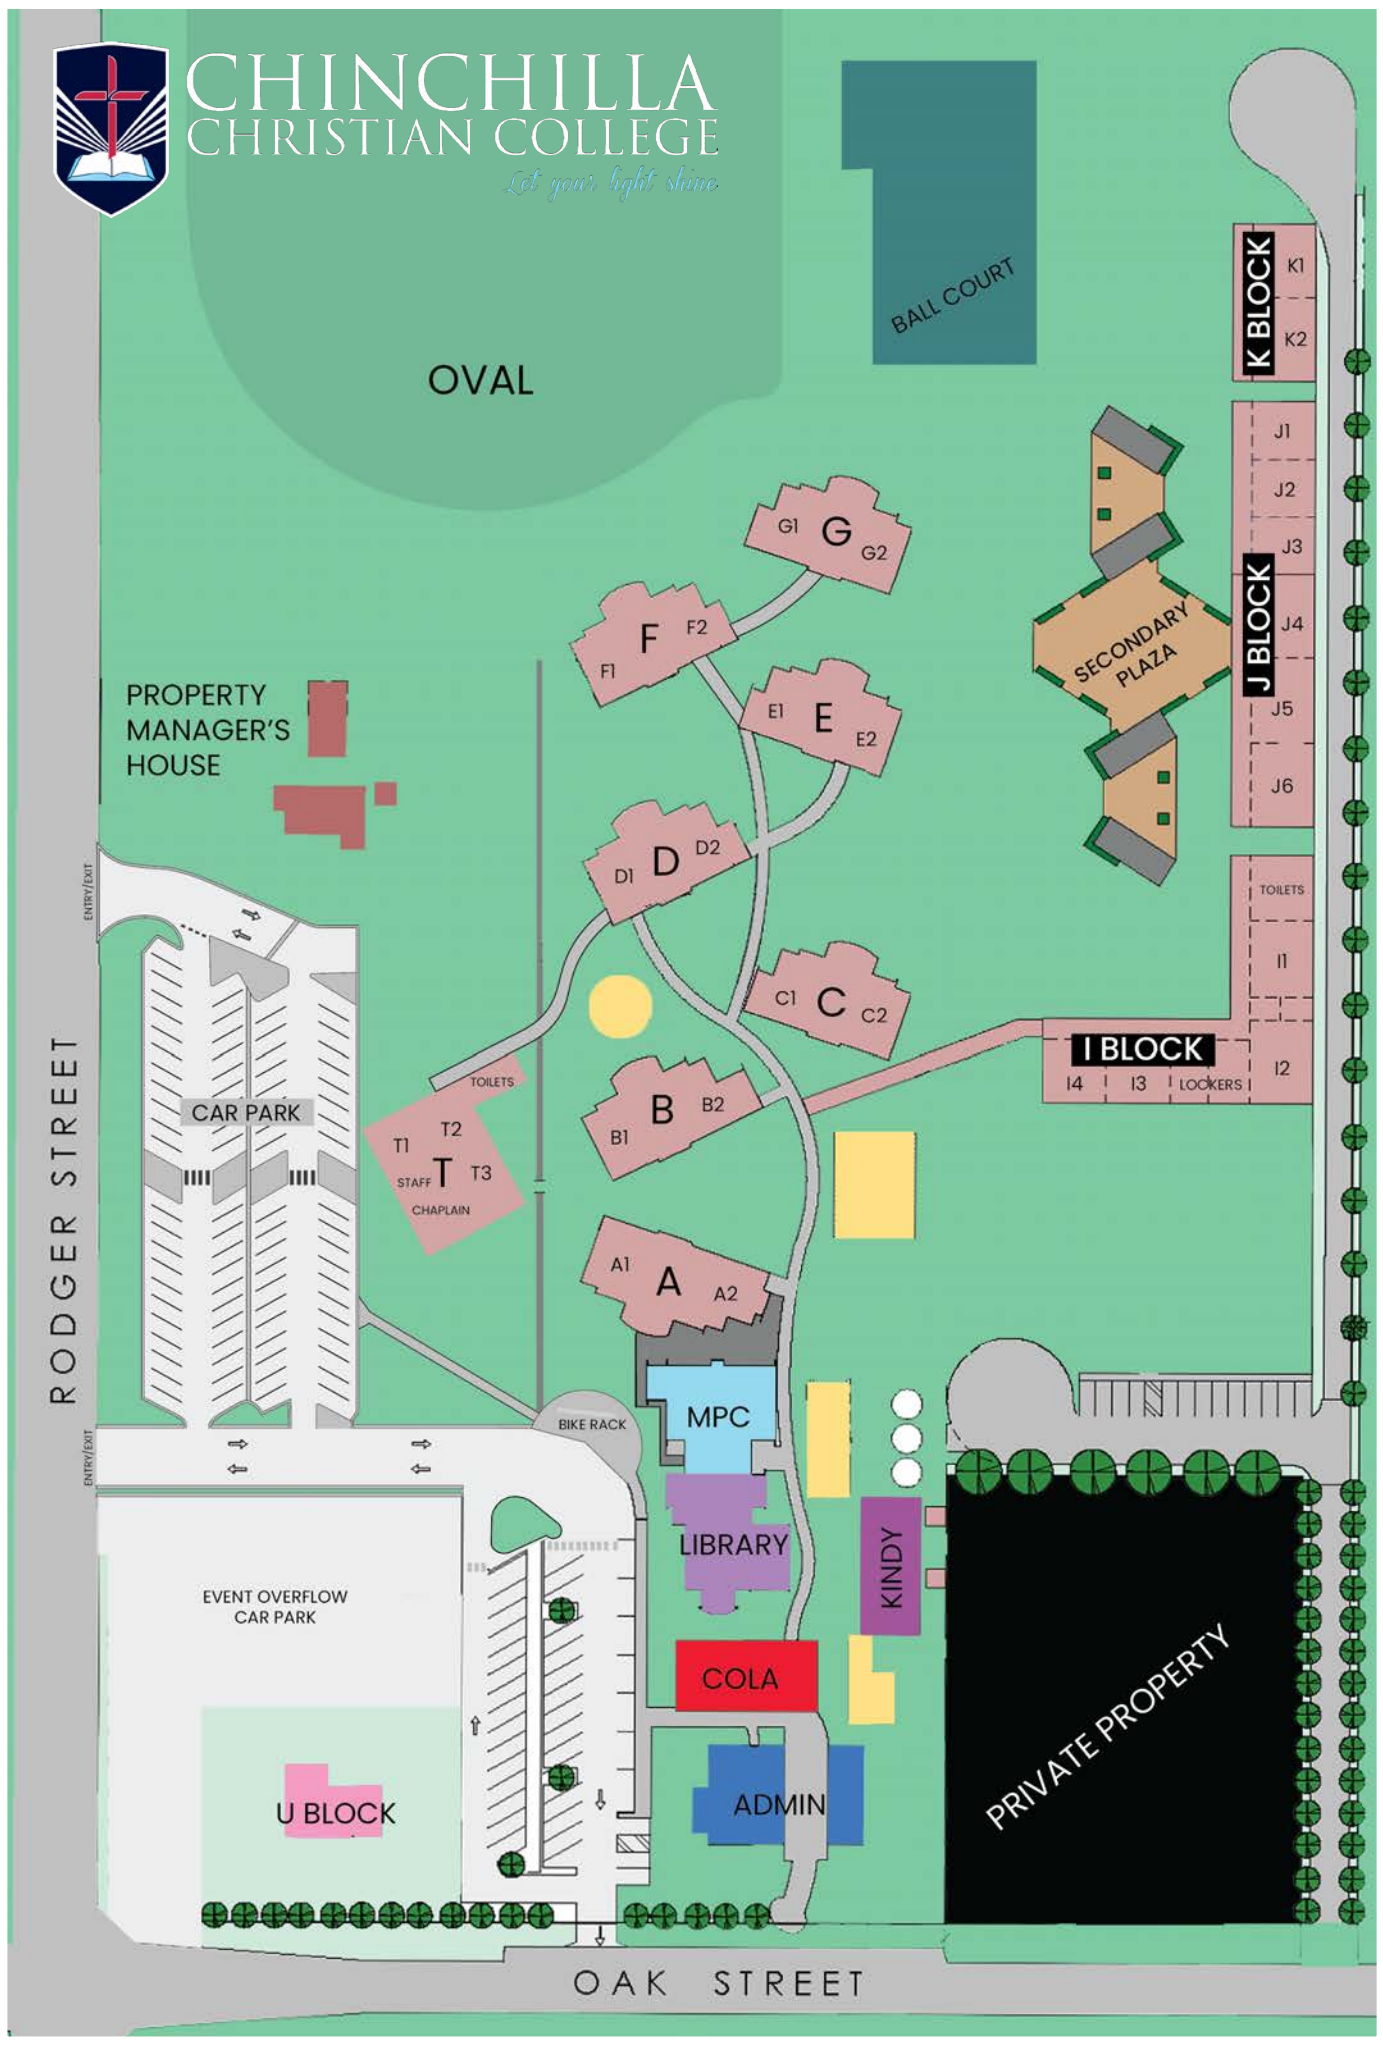 CHINCHILLA
CHRISTIAN COLLEGE
Let your light shine
BALL COURT
OVAL
K BLOCK
K1
K2
J BLOCK
J1
J2
J3
J4
J5
J6
SECONDARY
PLAZA
G1
G
G2
F1
F
F2
E1
E
E2
PROPERTY
MANAGER'S
HOUSE
D1
D
D2
ENTRY/EXIT
C1
C
C2
TOILETS
I1
I2
I BLOCK
I4
I3
LOCKERS
RODGER STREET
CAR PARK
TOILETS
T1
T2
STAFF
T
T3
CHAPLAIN
B1
B
B2
A1
A
A2
MPC
BIKE RACK
ENTRY/EXIT
LIBRARY
KINDY
EVENT OVERFLOW
CAR PARK
COLA
PRIVATE PROPERTY
U BLOCK
ADMIN
OAK STREET